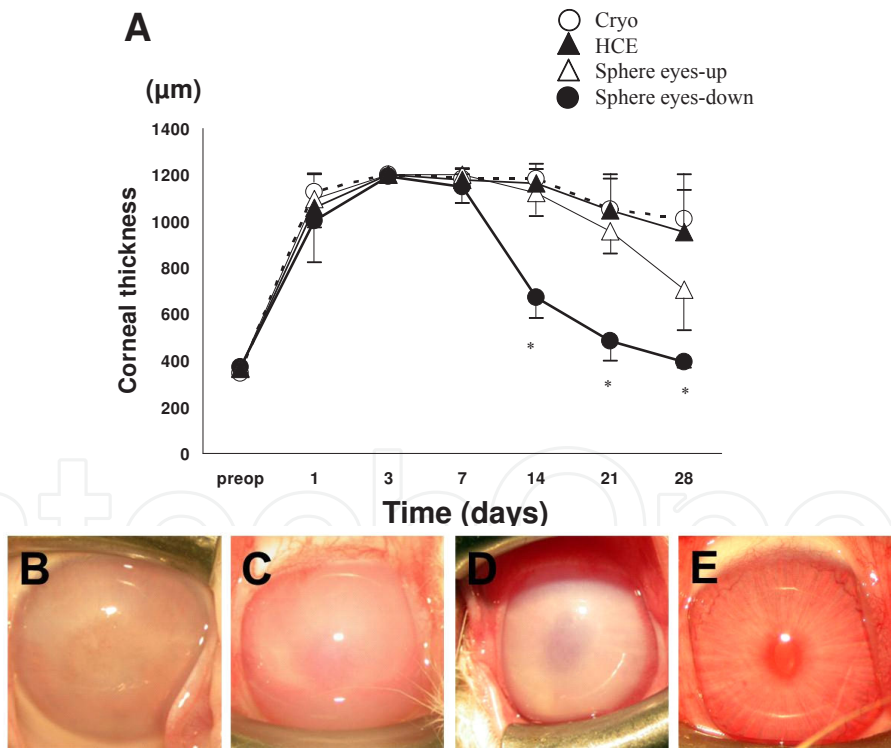 A
Cryo
HCE
Sphere eyes-up
Sphere eyes-down
(μm)
Corneal thickness
1400
1200
1000
800
600
400
200
0
*
*
*
preop 1 3 7 14 21 28
Time (days)
B C D E